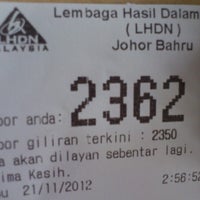 Lembaga Hasil Dalam
( LHDN )
Johor Bahru
LHDN
MALAYSIA
bor anda: 2362
bor giliran terkini : 2350
a akan dilayan sebentar lagi.
ima Kasih.
su 21/11/2012 2:56:52